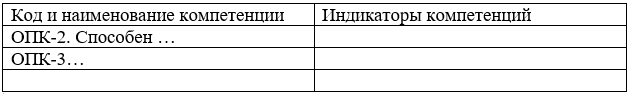 Код и наименование компетенции Индикаторы компетенций
ОПК-2. Способен …
ОПК-3…